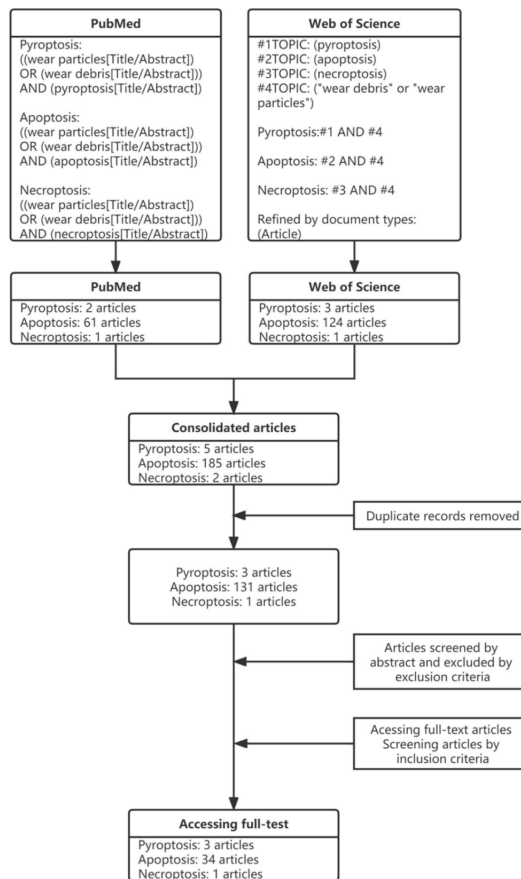 PubMed
Pyroptosis:
((wear particles[Title/Abstract])
OR (wear debris[Title/Abstract]))
AND (pyroptosis[Title/Abstract)
Apoptosis:
((wear particles[Title/Abstract])
OR (wear debris[Title/Abstract]))
AND (apoptosis[Title/Abstract])
Necroptosis:
((wear particles[Title/Abstract])
OR (wear debris[Title/Abstract]))
AND (necroptosis[Title/Abstract])
Web of Science
#1TOPIC: (pyroptosis)
#2TOPIC: (apoptosis)
#3TOPIC: (necroptosis)
#4TOPIC: ("wear debris" or "wear
particles")
Pyroptosis:#1 AND #4
Apoptosis: #2 AND #4
Necroptosis: #3 AND #4
Refined by document types:
(Article)
PubMed
Pyroptosis: 2 articles
Apoptosis: 61 articles
Necroptosis: 1 articles
Web of Science
Pyroptosis: 3 articles
Apoptosis: 124 articles
Necroptosis: 1 articles
Consolidated articles
Pyroptosis: 5 articles
Apoptosis: 185 articles
Necroptosis: 2 articles
Duplicate records removed
Pyroptosis: 3 articles
Apoptosis: 131 articles
Necroptosis: 1 articles
Articles screened by
abstract and excluded by
exclusion criteria
Acessing full-text articles
Screening articles by
inclusion criteria
Accessing full-test
Pyroptosis: 3 articles
Apoptosis: 34 articles
Necroptosis: 1 articles